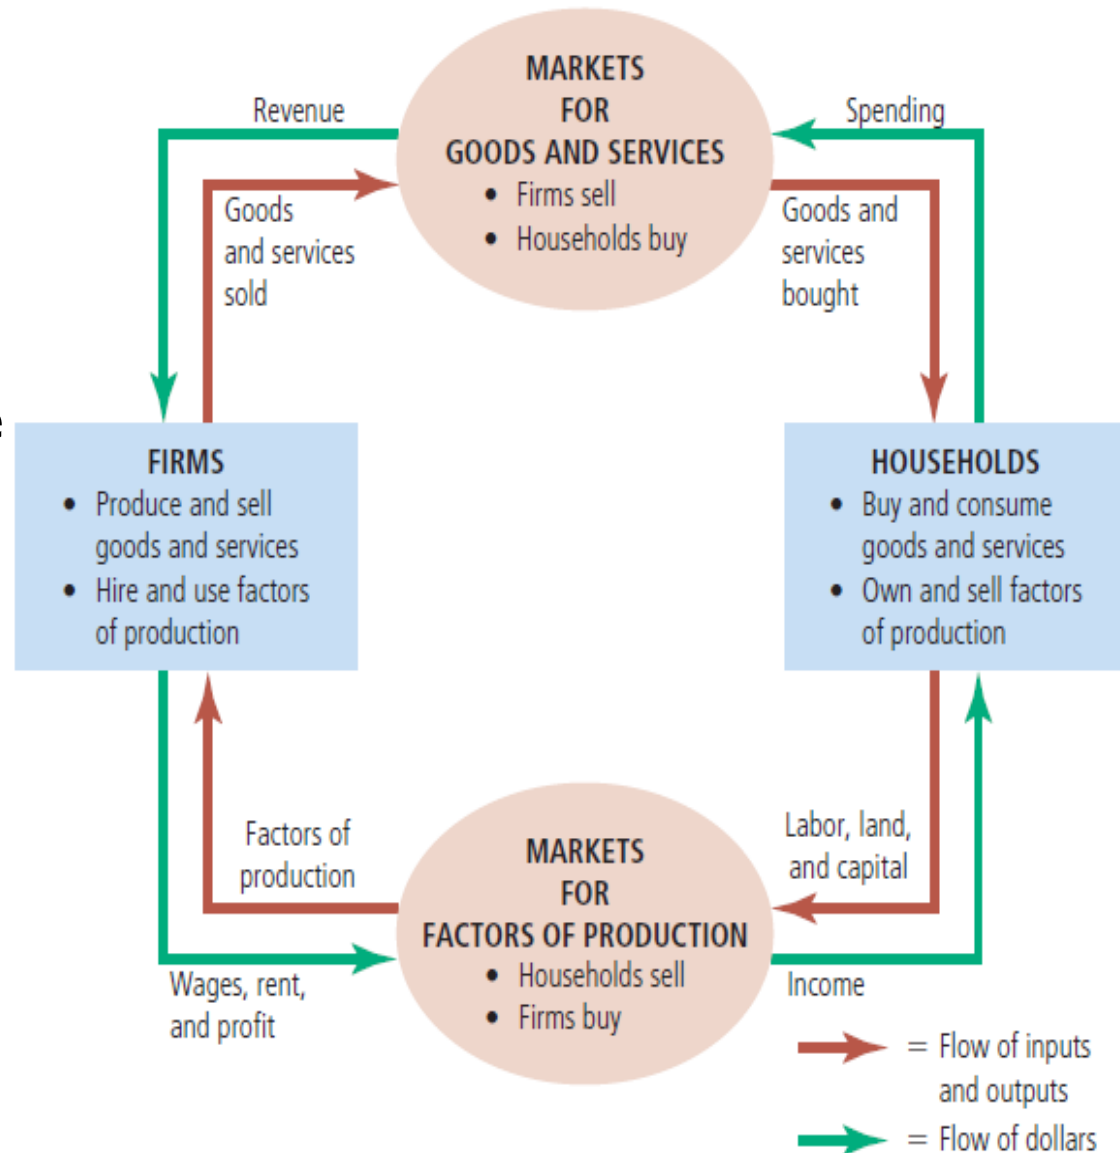 MARKETS
FOR
GOODS AND SERVICES
• Firms sell
• Households buy
Revenue
Spending
Goods
and services
sold
Goods and
services
bought
e
FIRMS
• Produce and sell
goods and services
• Hire and use factors
of production
HOUSEHOLDS
• Buy and consume
goods and services
• Own and sell factors
of production
Factors of
production
Labor, land,
and capital
MARKETS
FOR
FACTORS OF PRODUCTION
• Households sell
• Firms buy
Wages, rent,
and profit
Income
= Flow of inputs
and outputs
= Flow of dollars